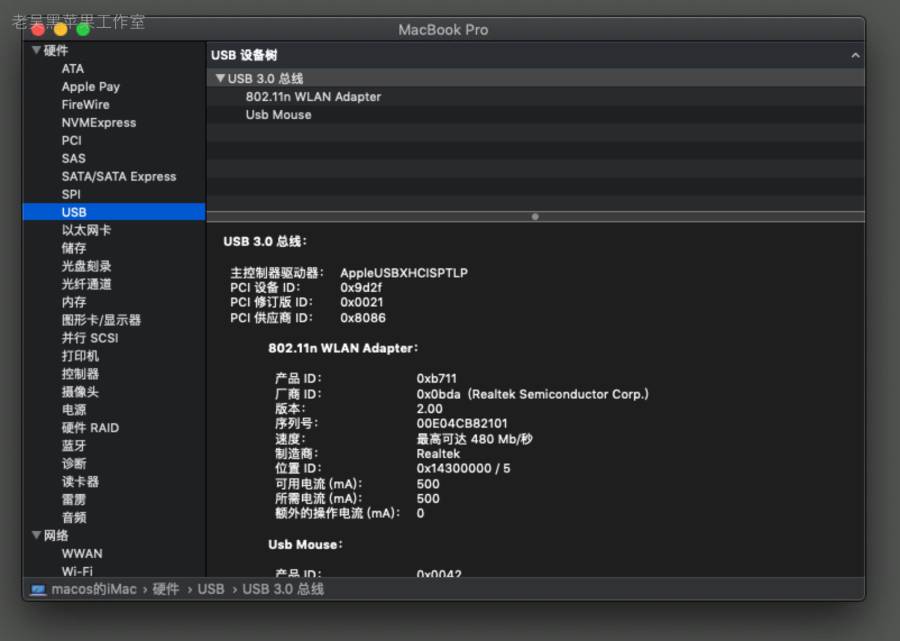 老吴黑苹果工作室
MacBook Pro
硬件
ATA
Apple Pay
FireWire
NVMExpress
PCI
SAS
SATA/SATA Express
SPI
USB
以太网卡
储存
光盘刻录
光纤通道
内存
图形卡/显示器
并行 SCSI
打印机
控制器
摄像头
电源
硬件 RAID
蓝牙
诊断
读卡器
雷雳
音频
网络
WWAN
Wi-Fi
USB 设备树
USB 3.0 总线
802.11n WLAN Adapter
Usb Mouse
USB 3.0 总线：
主控制器驱动器： AppleUSBXHCISPTLP
PCI 设备 ID： 0x9d2f
PCI 修订版 ID： 0x0021
PCI 供应商 ID： 0x8086
802.11n WLAN Adapter：
产品 ID： 0xb711
厂商 ID： 0x0bda（Realtek Semiconductor Corp.）
版本： 2.00
序列号： 00E04CB82101
速度： 最高可达 480 Mb/秒
制造商： Realtek
位置 ID： 0x14300000 / 5
可用电流 (mA)： 500
所需电流 (mA)： 500
额外的操作电流 (mA)： 0
Usb Mouse：
产品 ID： 0x0042
macos的iMac › 硬件 › USB › USB 3.0 总线